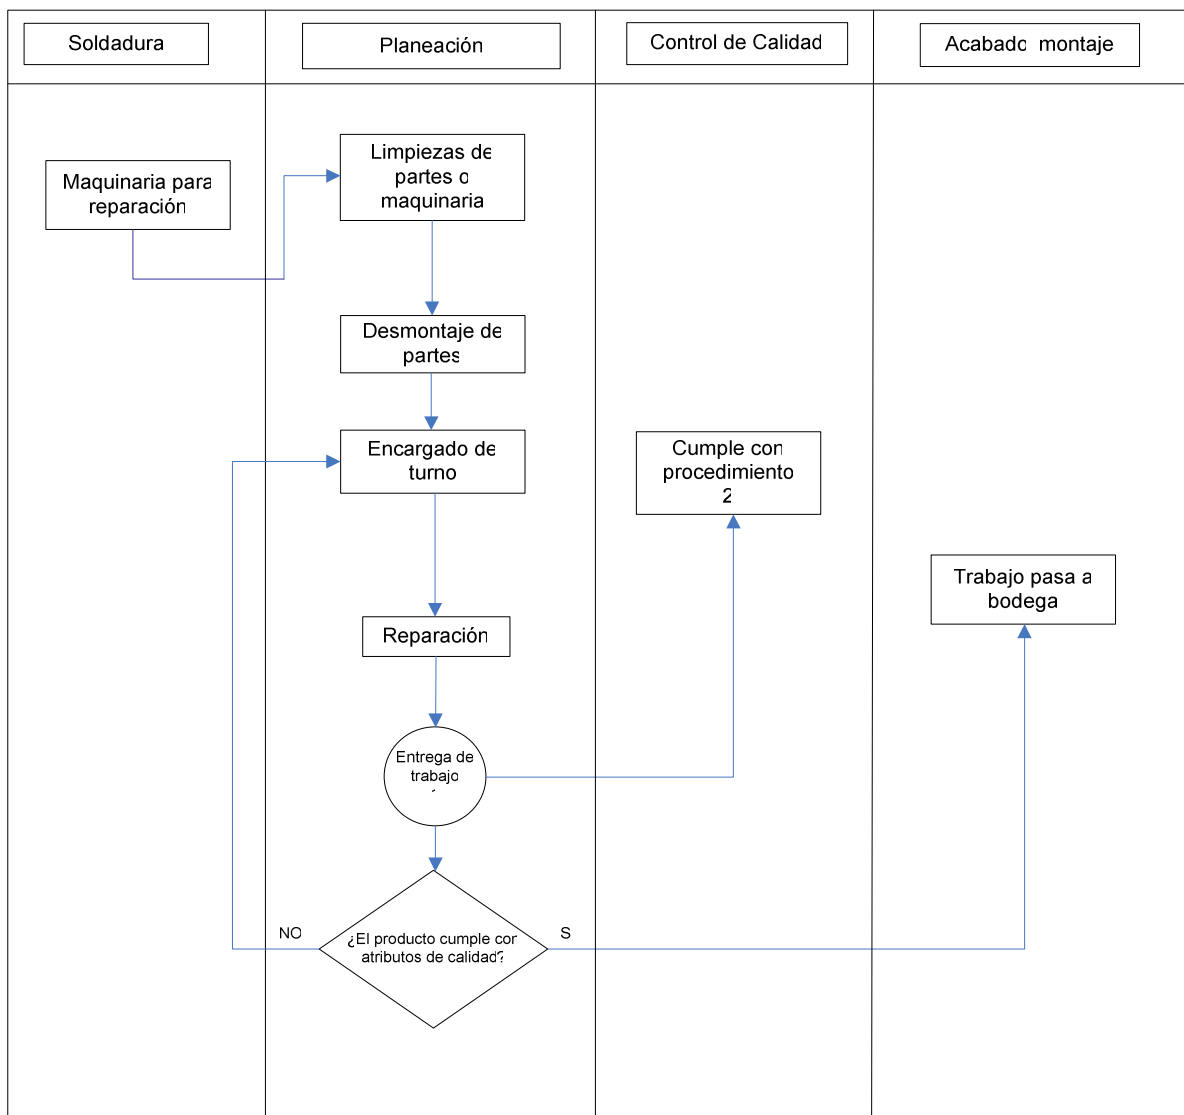 Soldadura
Planeación
Control de Calidad
Acabado montaje
Maquinaria para
reparación
Limpiezas de
partes o
maquinaria
Desmontaje de
partes
Encargado de
turno
Cumple con
procedimiento
2
Trabajo pasa a
bodega
Reparación
Entrega de
trabajo
NO
¿El producto cumple con
atributos de calidad?
S